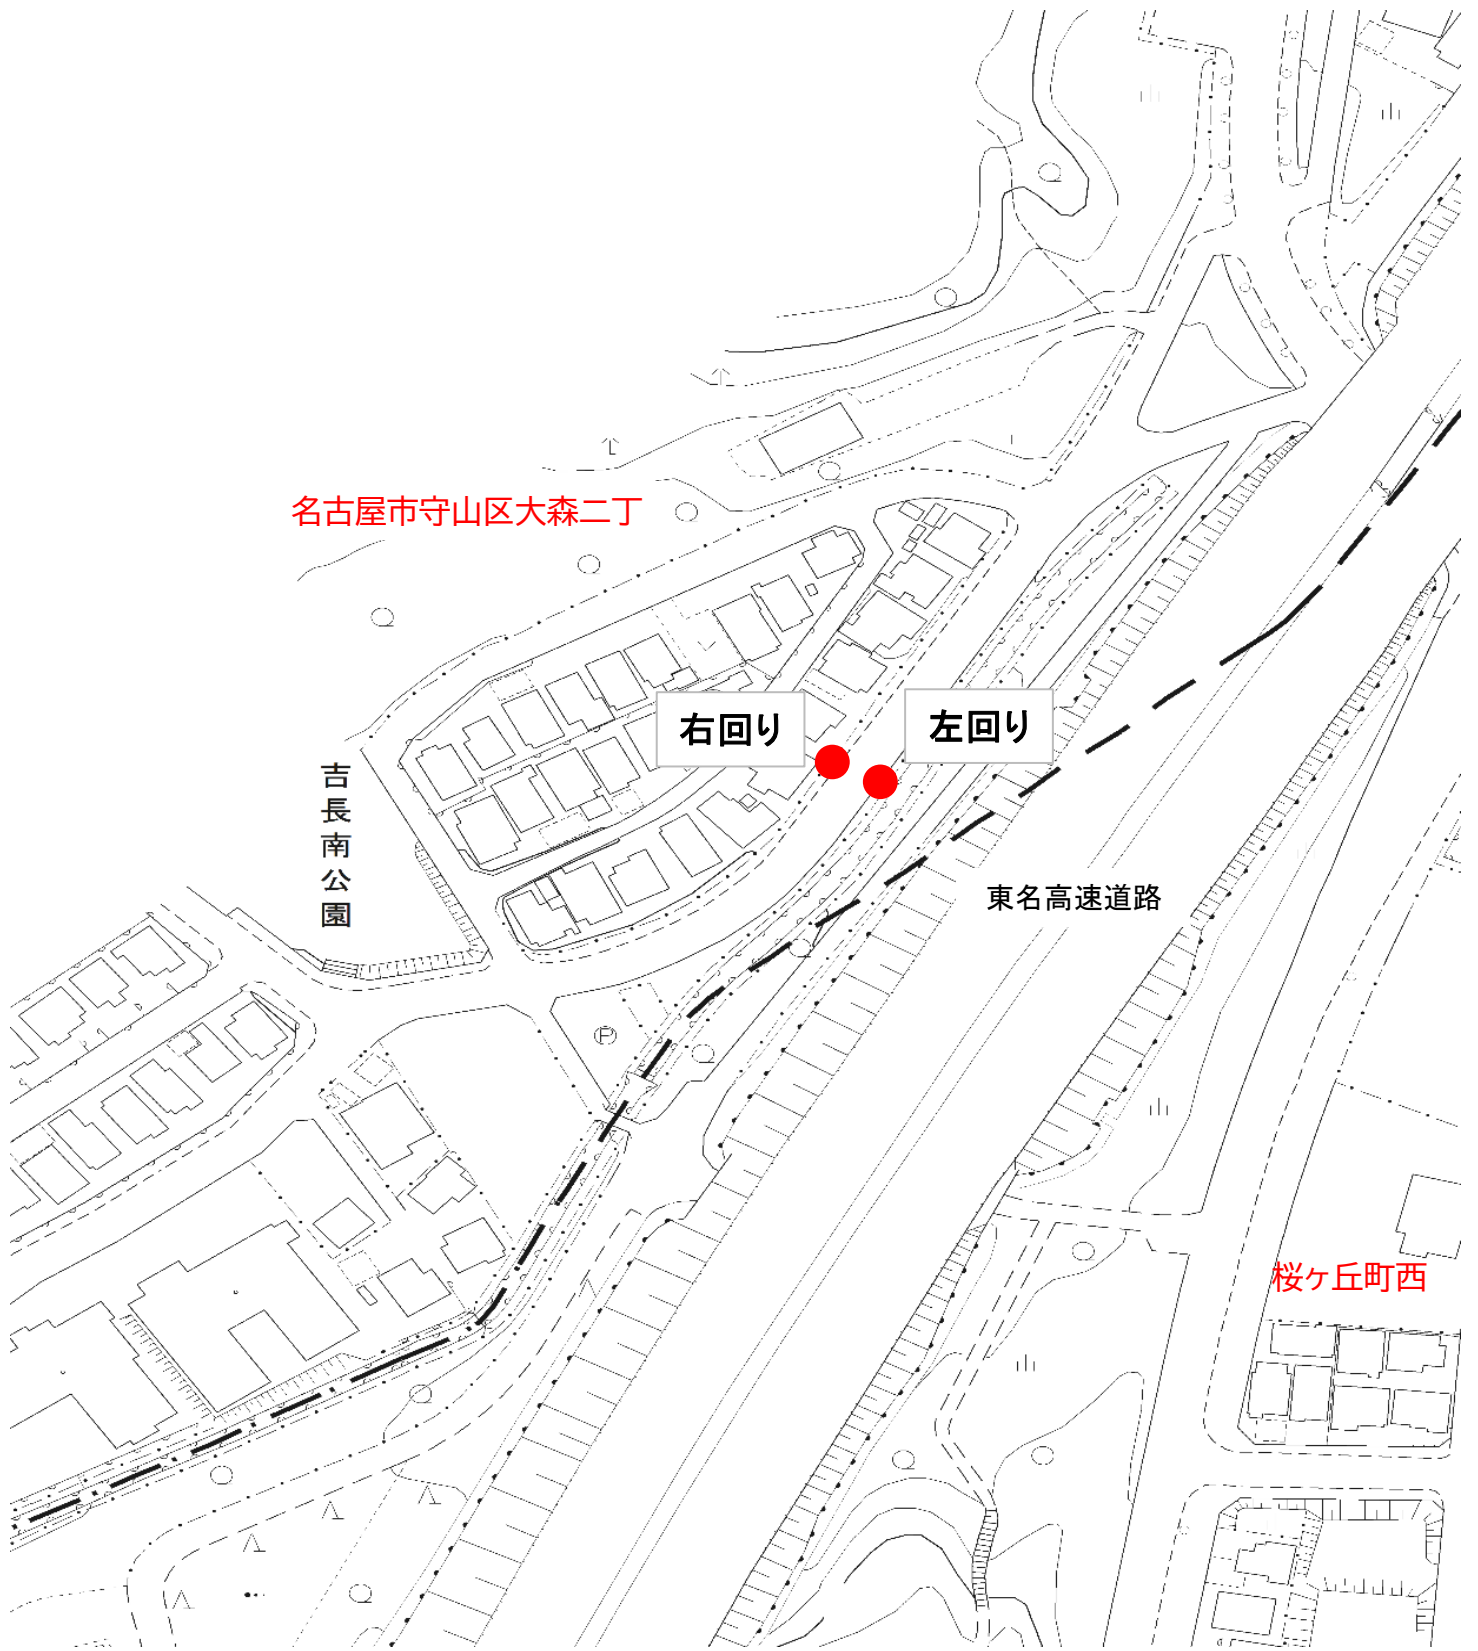 名古屋市守山区大森二丁
右回り
左回り
吉長南公園
東名高速道路
P
桜ヶ丘町西